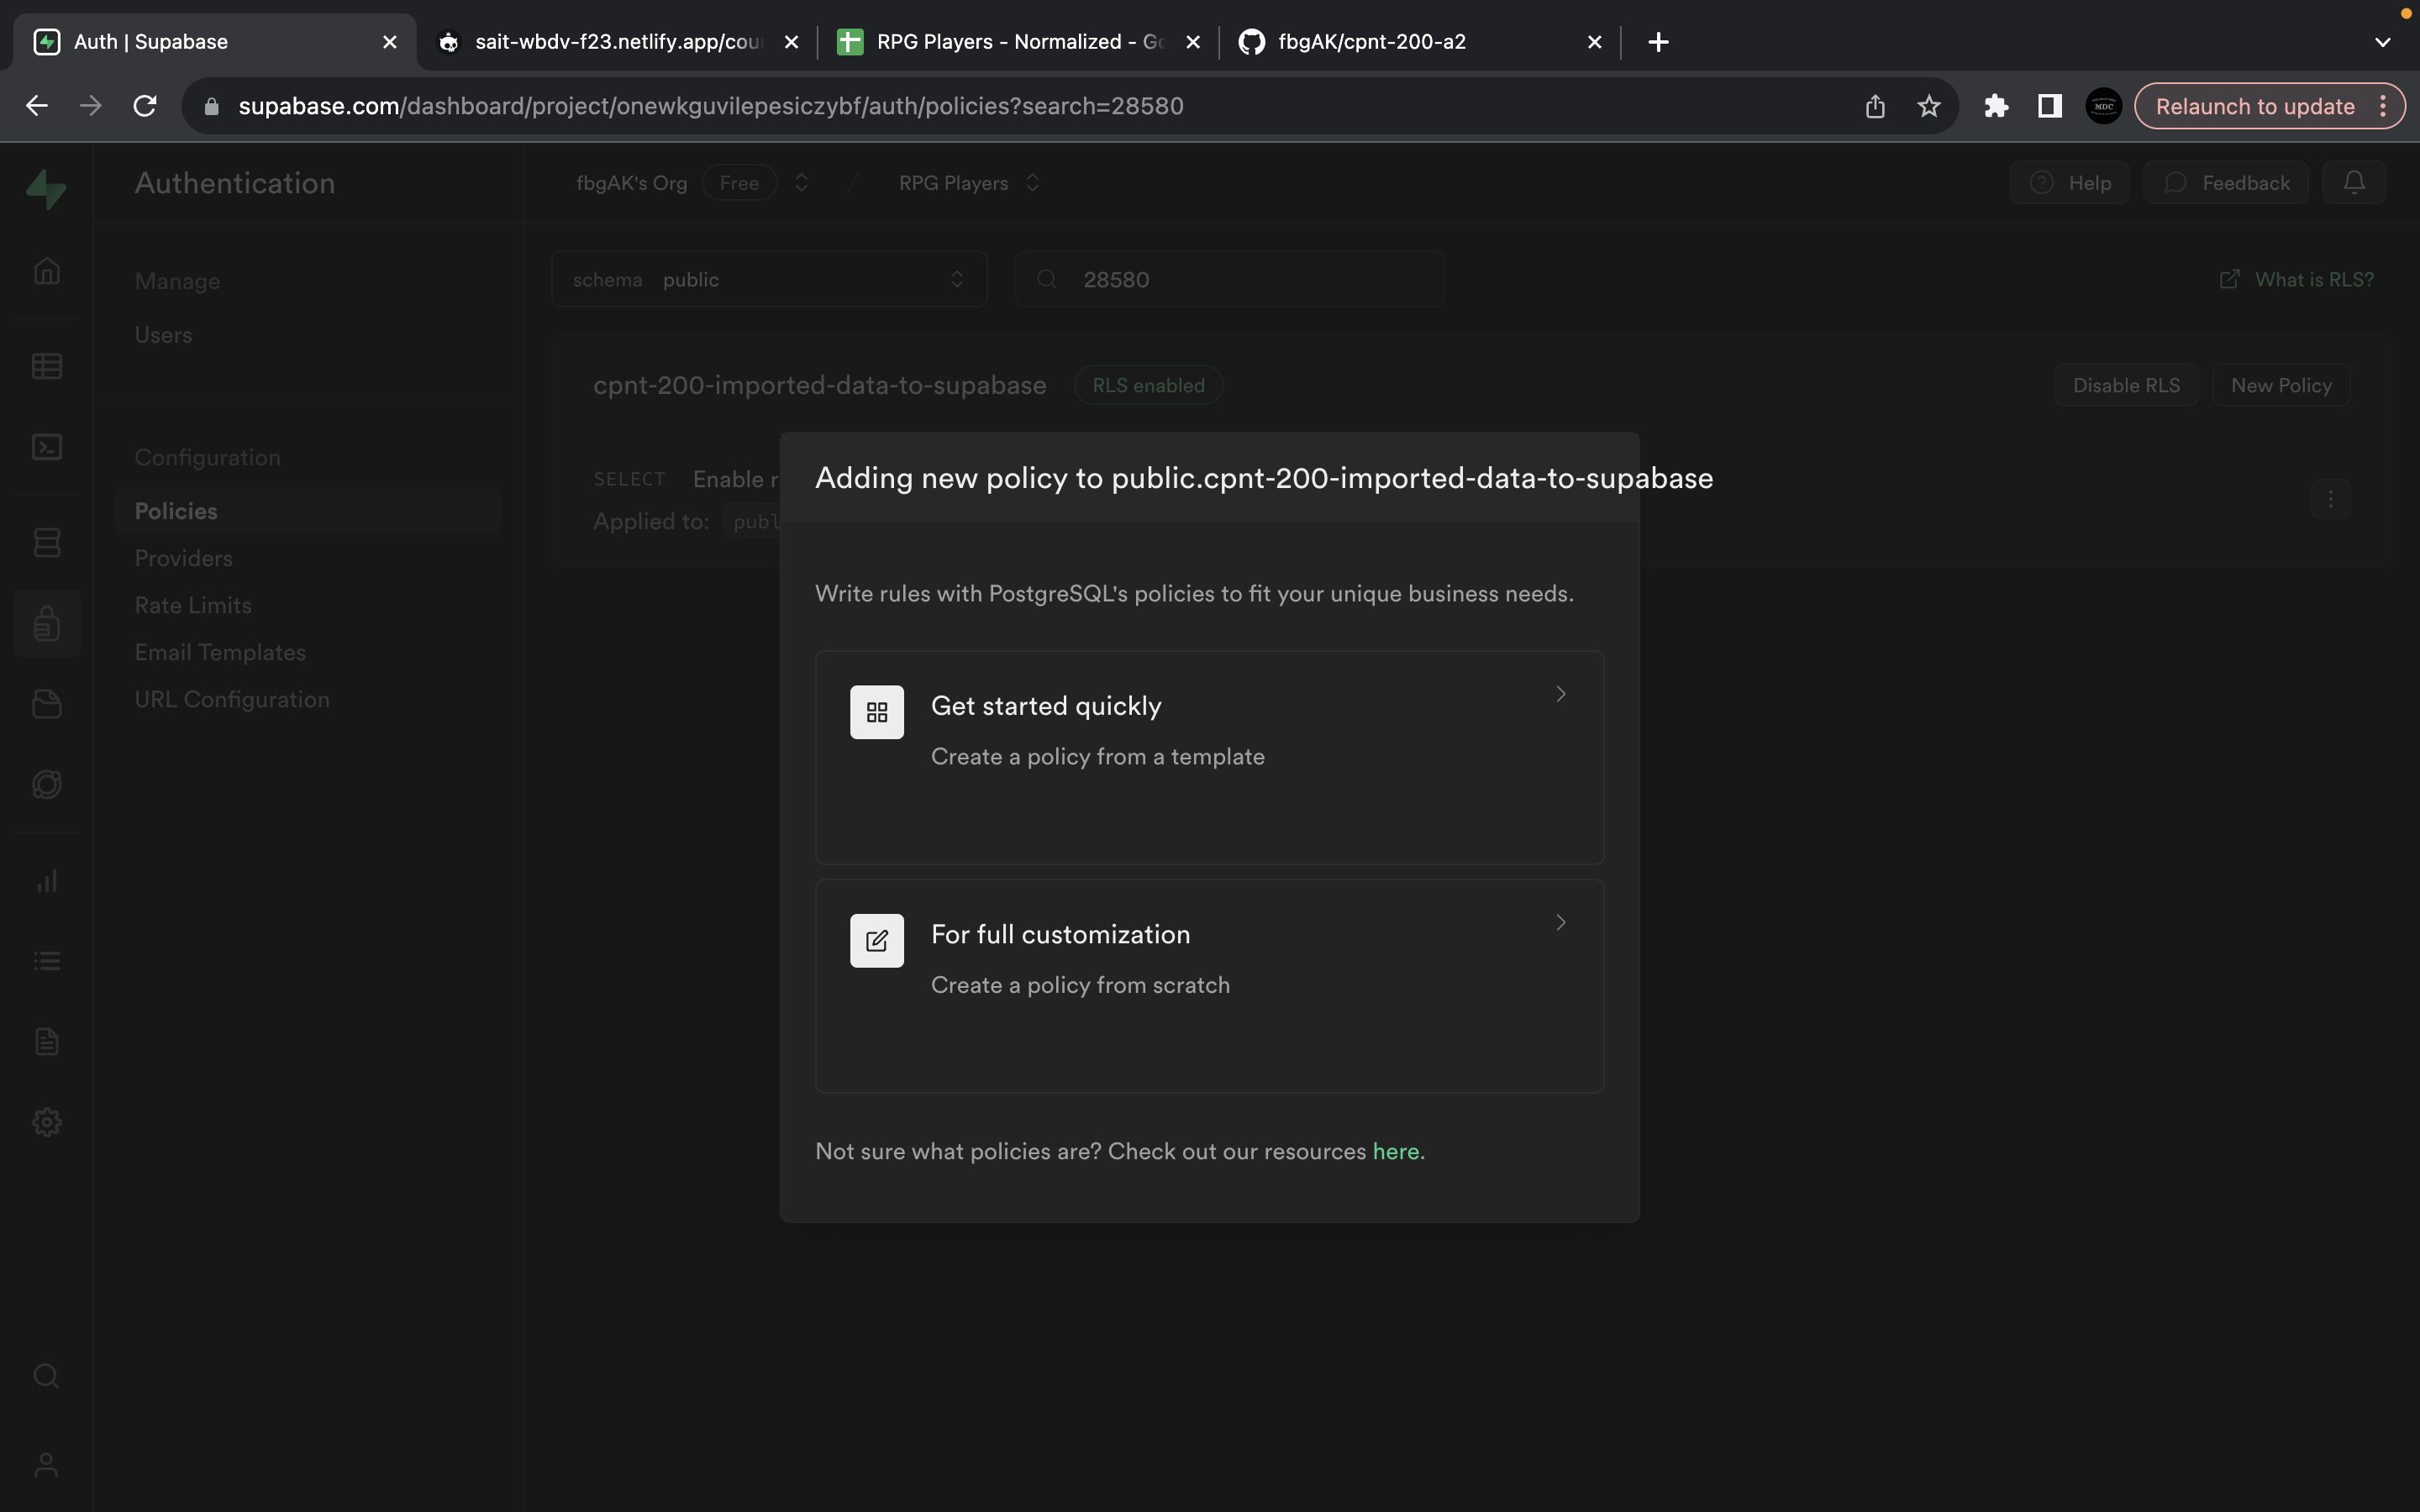 Auth | Supabase
sait-wbdv-f23.netlify.app/cou
RPG Players - Normalized - Go
fbgAK/cpnt-200-a2
supabase.com/dashboard/project/onewkguvilepesiczybf/auth/policies?search=28580
MDC
Relaunch to update
Authentication
fbgAK's Org
Free
RPG Players
Help
Feedback
Manage
Users
Configuration
Policies
Providers
Rate Limits
Email Templates
URL Configuration
schema public
28580
What is RLS?
cpnt-200-imported-data-to-supabase
RLS enabled
Disable RLS
New Policy
SELECT Enable r
Applied to: publ
Adding new policy to public.cpnt-200-imported-data-to-supabase
Write rules with PostgreSQL's policies to fit your unique business needs.
Get started quickly
Create a policy from a template
For full customization
Create a policy from scratch
Not sure what policies are? Check out our resources here.